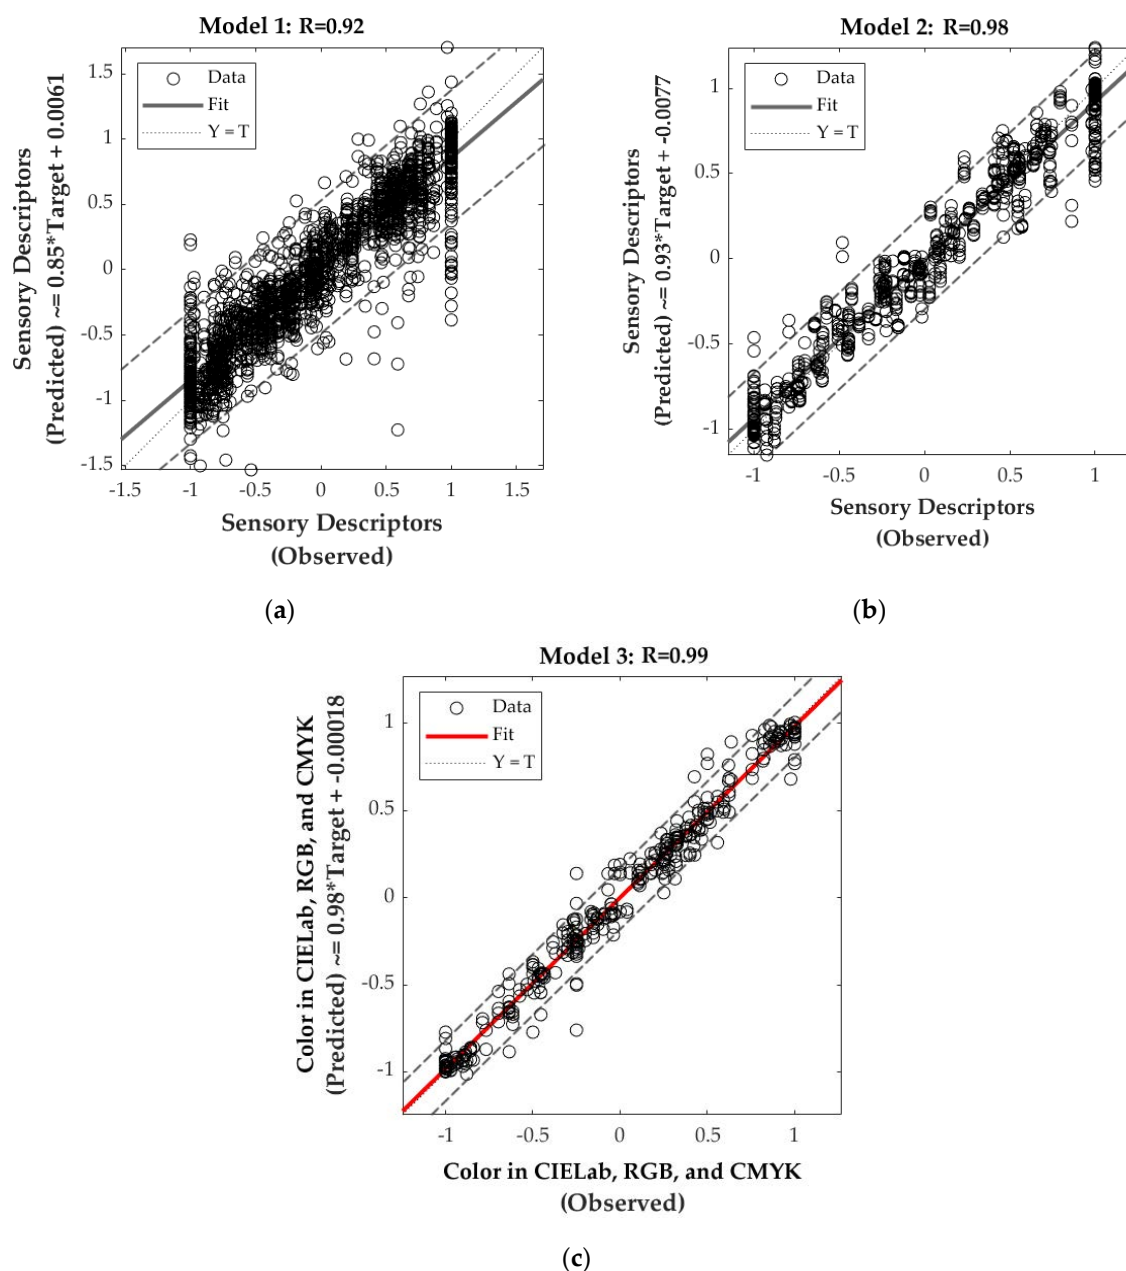 Model 1: R=0.92
Sensory Descriptors
(Predicted) ~= 0.85*Target + 0.0061
1.5
1
0.5
0
-0.5
-1
-1.5
Data
Fit
Y = T
-1.5
-1
-0.5
0
0.5
1
1.5
Sensory Descriptors
(Observed)
(a)
Model 2: R=0.98
Sensory Descriptors
(Predicted) ~= 0.93*Target + -0.0077
1
0.5
0
-0.5
-1
Data
Fit
Y = T
-1
-0.5
0
0.5
1
Sensory Descriptors
(Observed)
(b)
Model 3: R=0.99
Color in CIELab, RGB, and CMYK
(Predicted) ~= 0.98*Target + -0.00018
1
0.5
0
-0.5
-1
Data
Fit
Y = T
-1
-0.5
0
0.5
1
Color in CIELab, RGB, and CMYK
(Observed)
(c)